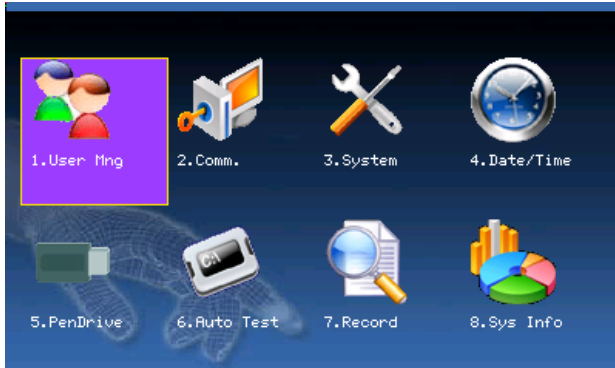 1.User Mng 2.Comm. 3.System 4.Date/Time
C:\
5.PenDrive 6.Auto Test 7.Record 8.Sys Info